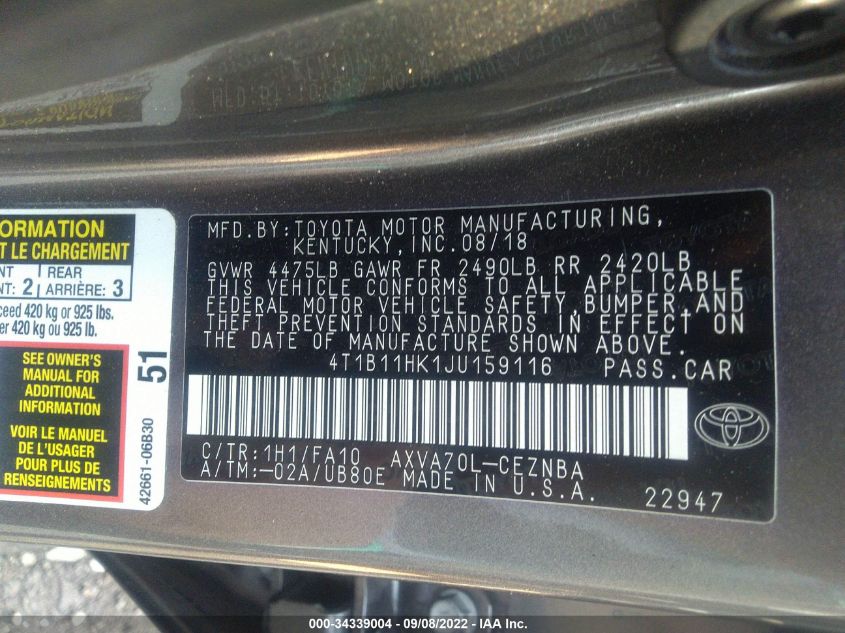 MFD.BY:TOYOTA MOTOR MANUFACTURING,
KENTUCKY,INC.08/18
GVWR 4475LB GAWR FR 2490LB RR 2420LB
THIS VEHICLE CONFORMS TO ALL APPLICABLE
FEDERAL MOTOR VEHICLE SAFETY,BUMPER,AND
THEFT PREVENTION STANDARDS IN EFFECT ON
THE DATE OF MANUFACTURE SHOWN ABOVE.
4T1B11HK1JU159116 PASS.CAR
C/TR:1H1/FA10 AXVA70L-CEZNBA
A/TM:-02A/UB80E MADE IN U.S.A.
22947
ORMATION
T LE CHARGEMENT
NT REAR
NT: 2 ARRIÈRE: 3
ceed 420 kg or 925 lbs.
er 420 kg ou 925 lb.
SEE OWNER'S
MANUAL FOR
ADDITIONAL
INFORMATION
VOIR LE MANUEL
DE L'USAGER
POUR PLUS DE
RENSEIGNEMENTS
51
42661-06B30
000-34339004 - 09/08/2022 - IAA Inc.